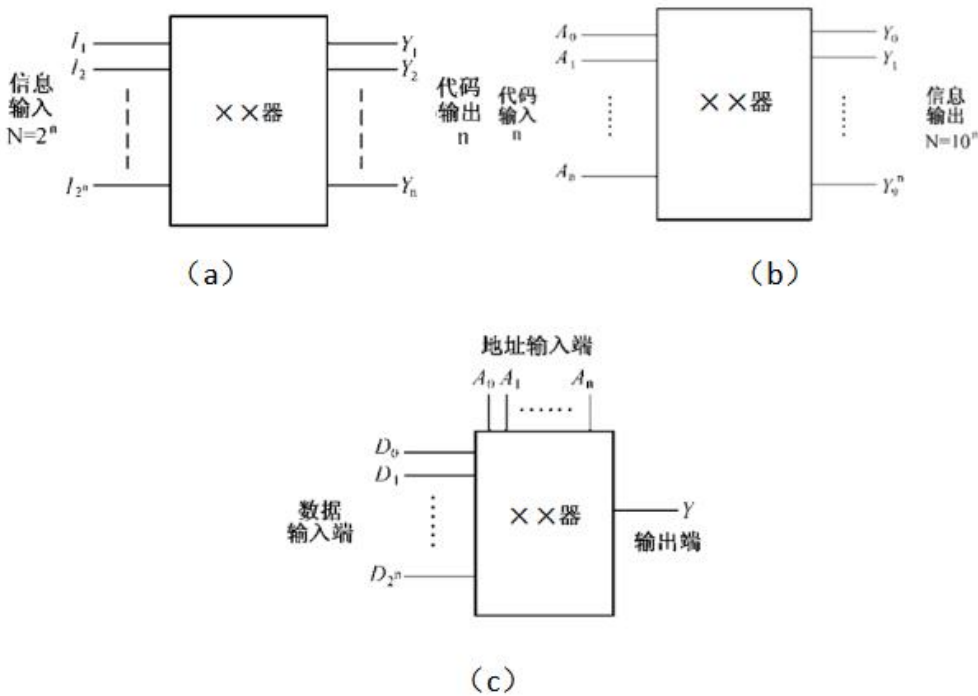 I₁
I₂
信息
输入
N=2ⁿ
I₂ⁿ
××器
Y₁
Y₂
Yₙ
代码
输出
n
(a)
代码
输入
n
A₀
A₁
Aₙ
××器
Y₀
Y₁
Y₉ⁿ
信息
输出
N=10ⁿ
(b)
地址输入端
A₀ A₁ ...... Aₙ
D₀
D₁
数据
输入端
D₂ⁿ
××器
Y
输出端
(c)